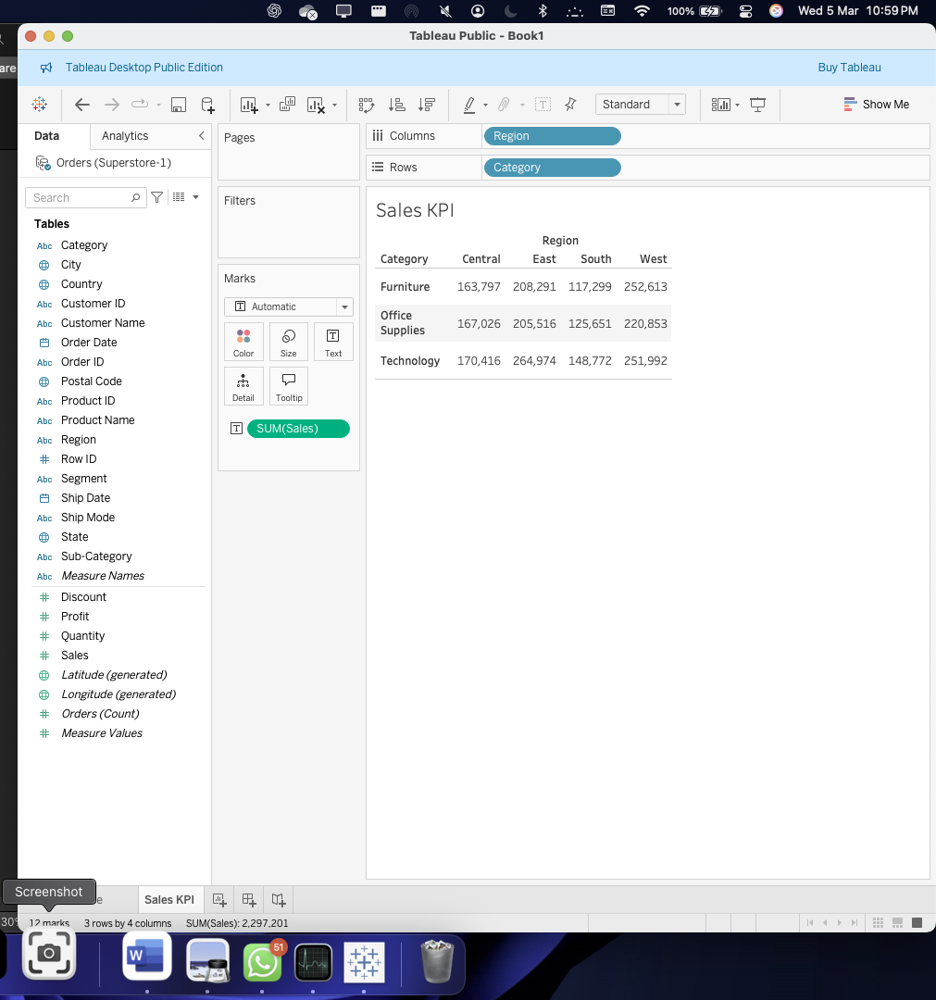 100%
Wed 5 Mar 10:59 PM
are
Tableau Public - Book1
Tableau Desktop Public Edition
Buy Tableau
Standard
Show Me
Data
Analytics
Orders (Superstore-1)
Search
Tables
Abc Category
City
Country
Abc Customer ID
Abc Customer Name
Order Date
Abc Order ID
Postal Code
Abc Product ID
Abc Product Name
Abc Region
Row ID
Abc Segment
Ship Date
Abc Ship Mode
State
Abc Sub-Category
Abc Measure Names
Discount
Profit
Quantity
Sales
Latitude (generated)
Longitude (generated)
Orders (Count)
Measure Values
Pages
Filters
Marks
Automatic
Color Size Text
Detail Tooltip
SUM(Sales)
Columns Region
Rows Category
Sales KPI
Region
Category Central East South West
Furniture 163,797 208,291 117,299 252,613
Office
Supplies 167,026 205,516 125,651 220,853
Technology 170,416 264,974 148,772 251,992
Screenshot
e
Sales KPI
30%
12 marks 3 rows by 4 columns SUM(Sales): 2,297,201
W
51